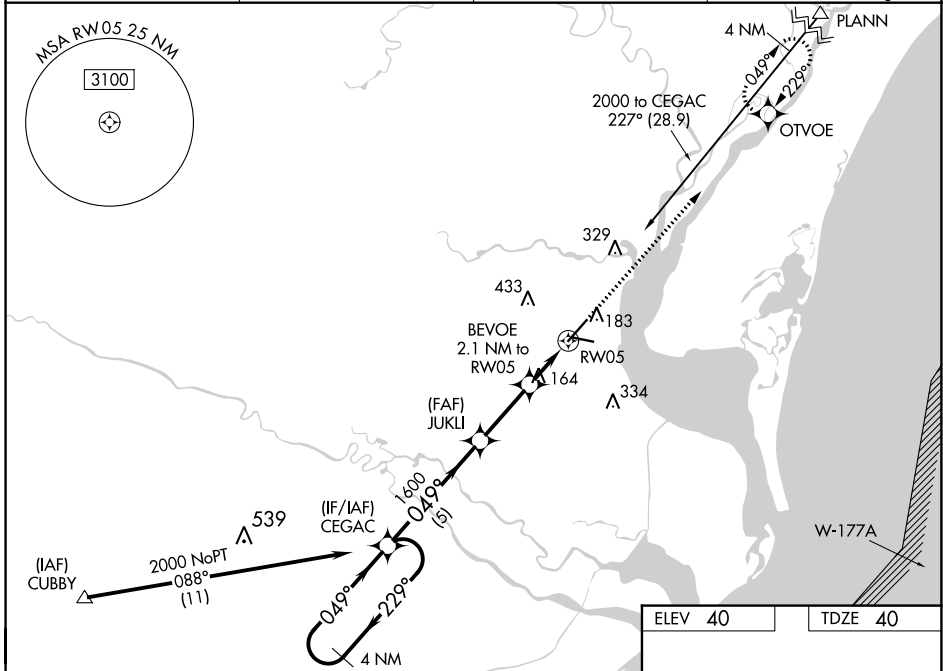 MSA RW05 25 NM
3100
PLANN
4 NM
049°
229°
OTVOE
2000 to CEGAC
227° (28.9)
329
433
183
BEVOE
2.1 NM to
RW05
RW05
164
334
(FAF)
JUKLI
1600
049°
(5)
(IF/IAF)
CEGAC
539
2000 NoPT
088°
(11)
(IAF)
CUBBY
049°
229°
4 NM
W-177A
ELEV 40
TDZE 40